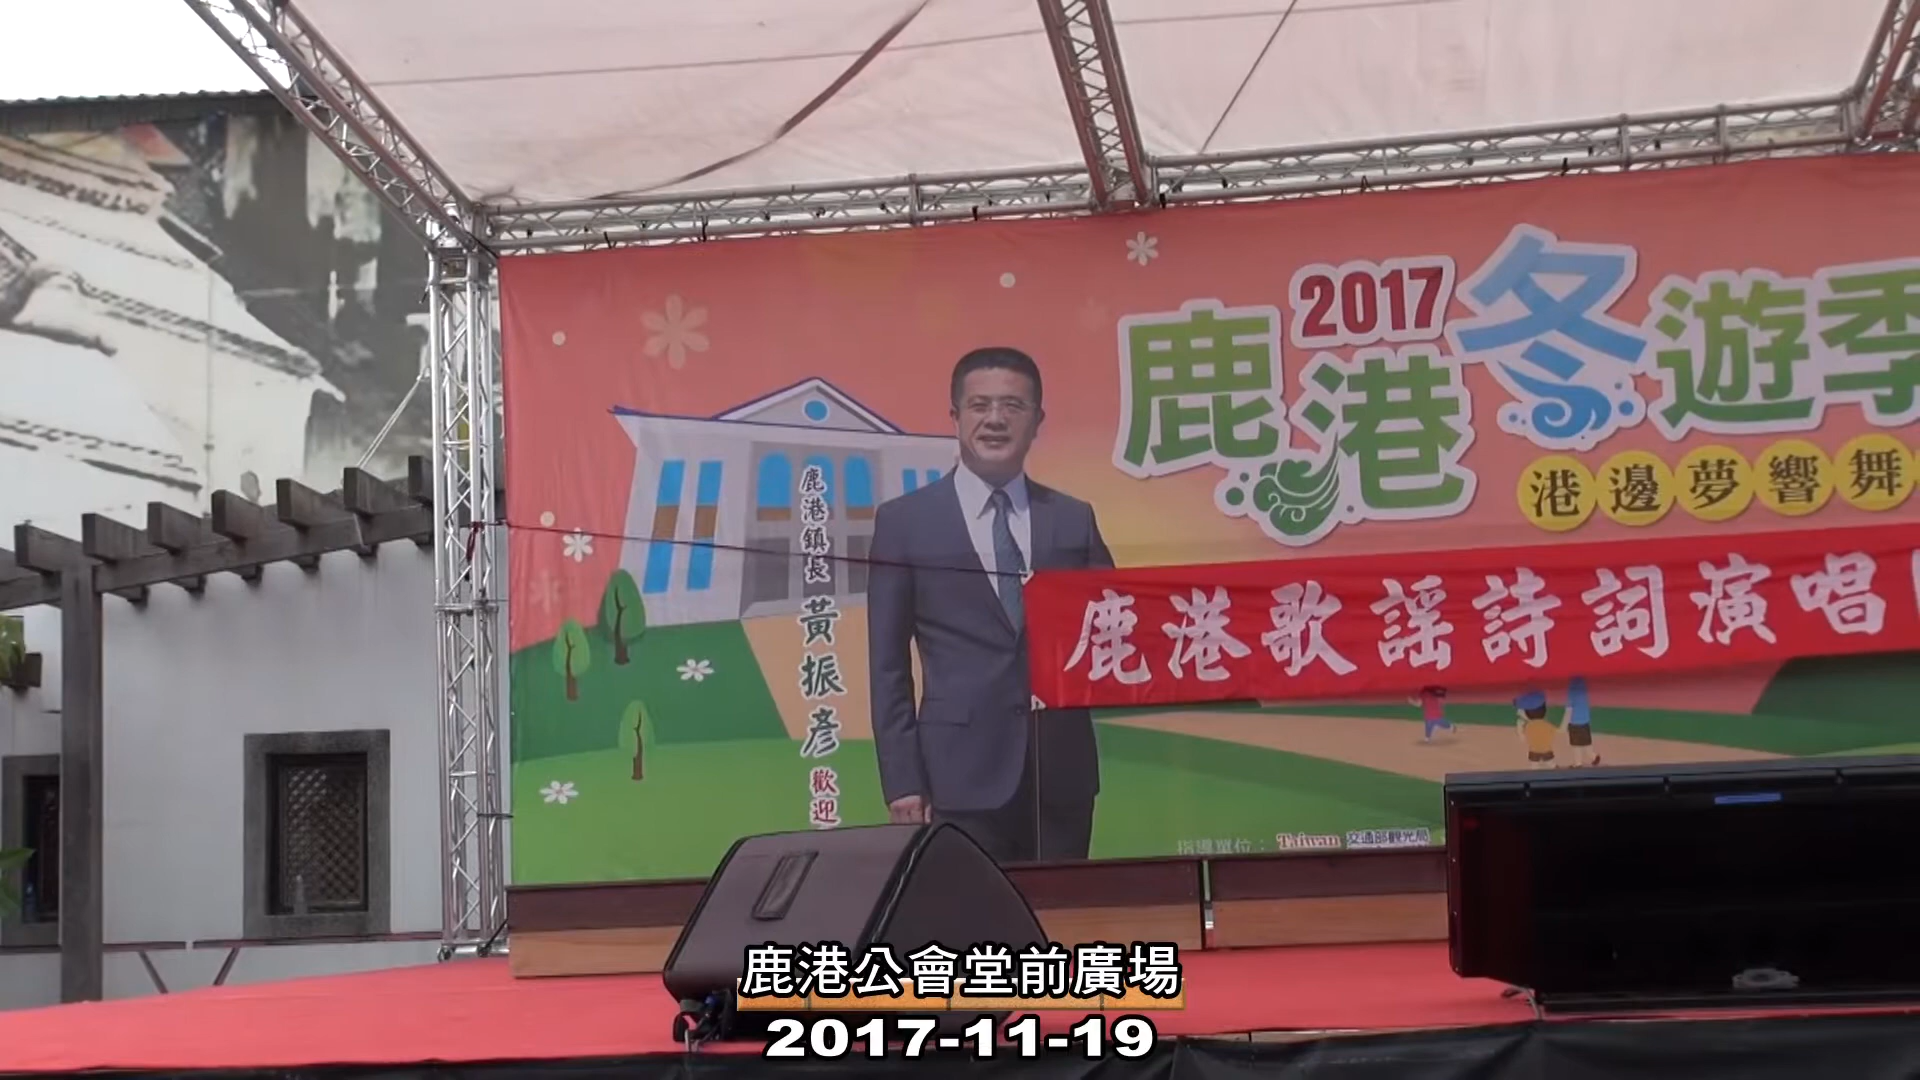 2017
鹿港冬遊季
港邊夢響舞
鹿港歌謠詩詞演唱
鹿港鎮長 黃振彥 歡迎
指導單位： Taiwan 交通部觀光局
鹿港公會堂前廣場
2017-11-19